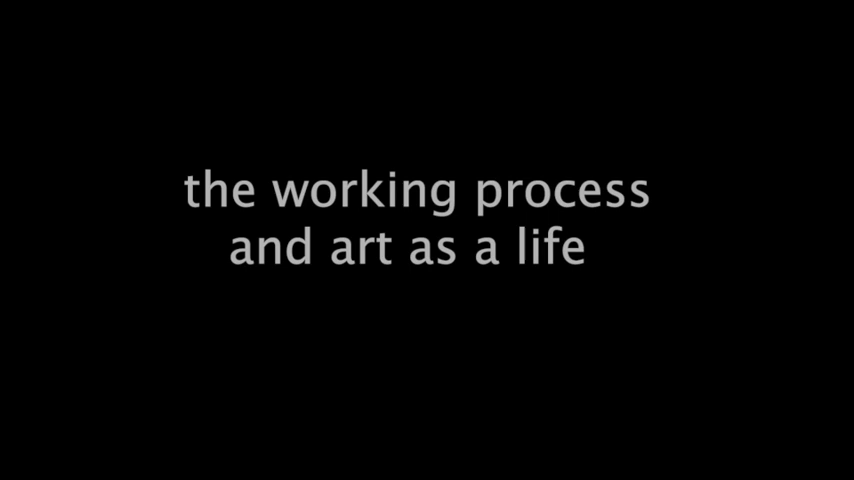 the working process
and art as a life